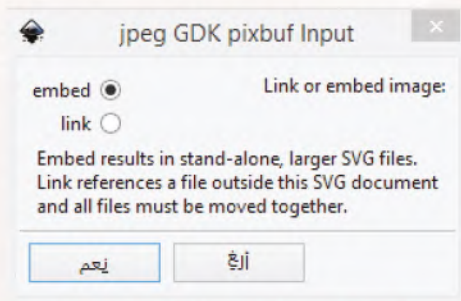 jpeg GDK pixbuf Input
Link or embed image:
embed
link
Embed results in stand-alone, larger SVG files.
Link references a file outside this SVG document
and all files must be moved together.
نعم
ألغ